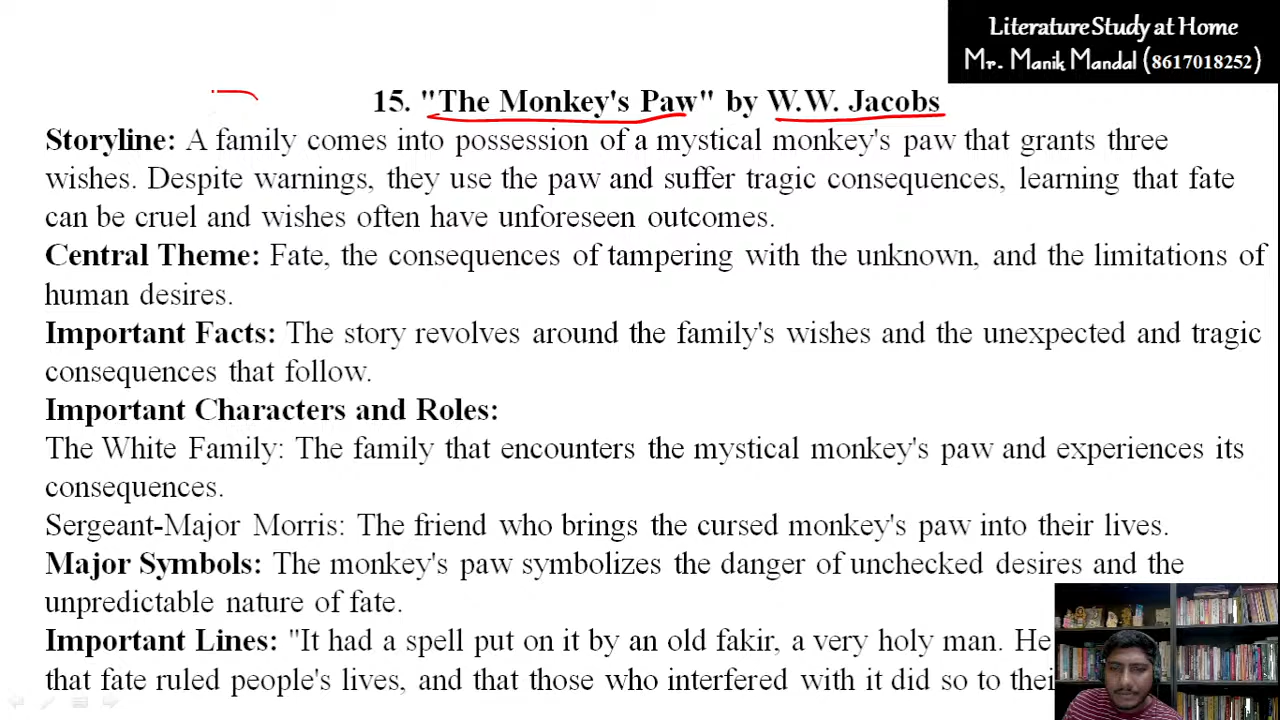 Literature Study at Home
Mr. Manik Mandal (8617018252)
15. "The Monkey's Paw" by W.W. Jacobs
Storyline: A family comes into possession of a mystical monkey's paw that grants three
wishes. Despite warnings, they use the paw and suffer tragic consequences, learning that fate
can be cruel and wishes often have unforeseen outcomes.
Central Theme: Fate, the consequences of tampering with the unknown, and the limitations of
human desires.
Important Facts: The story revolves around the family's wishes and the unexpected and tragic
consequences that follow.
Important Characters and Roles:
The White Family: The family that encounters the mystical monkey's paw and experiences its
consequences.
Sergeant-Major Morris: The friend who brings the cursed monkey's paw into their lives.
Major Symbols: The monkey's paw symbolizes the danger of unchecked desires and the
unpredictable nature of fate.
Important Lines: "It had a spell put on it by an old fakir, a very holy man. He
that fate ruled people's lives, and that those who interfered with it did so to